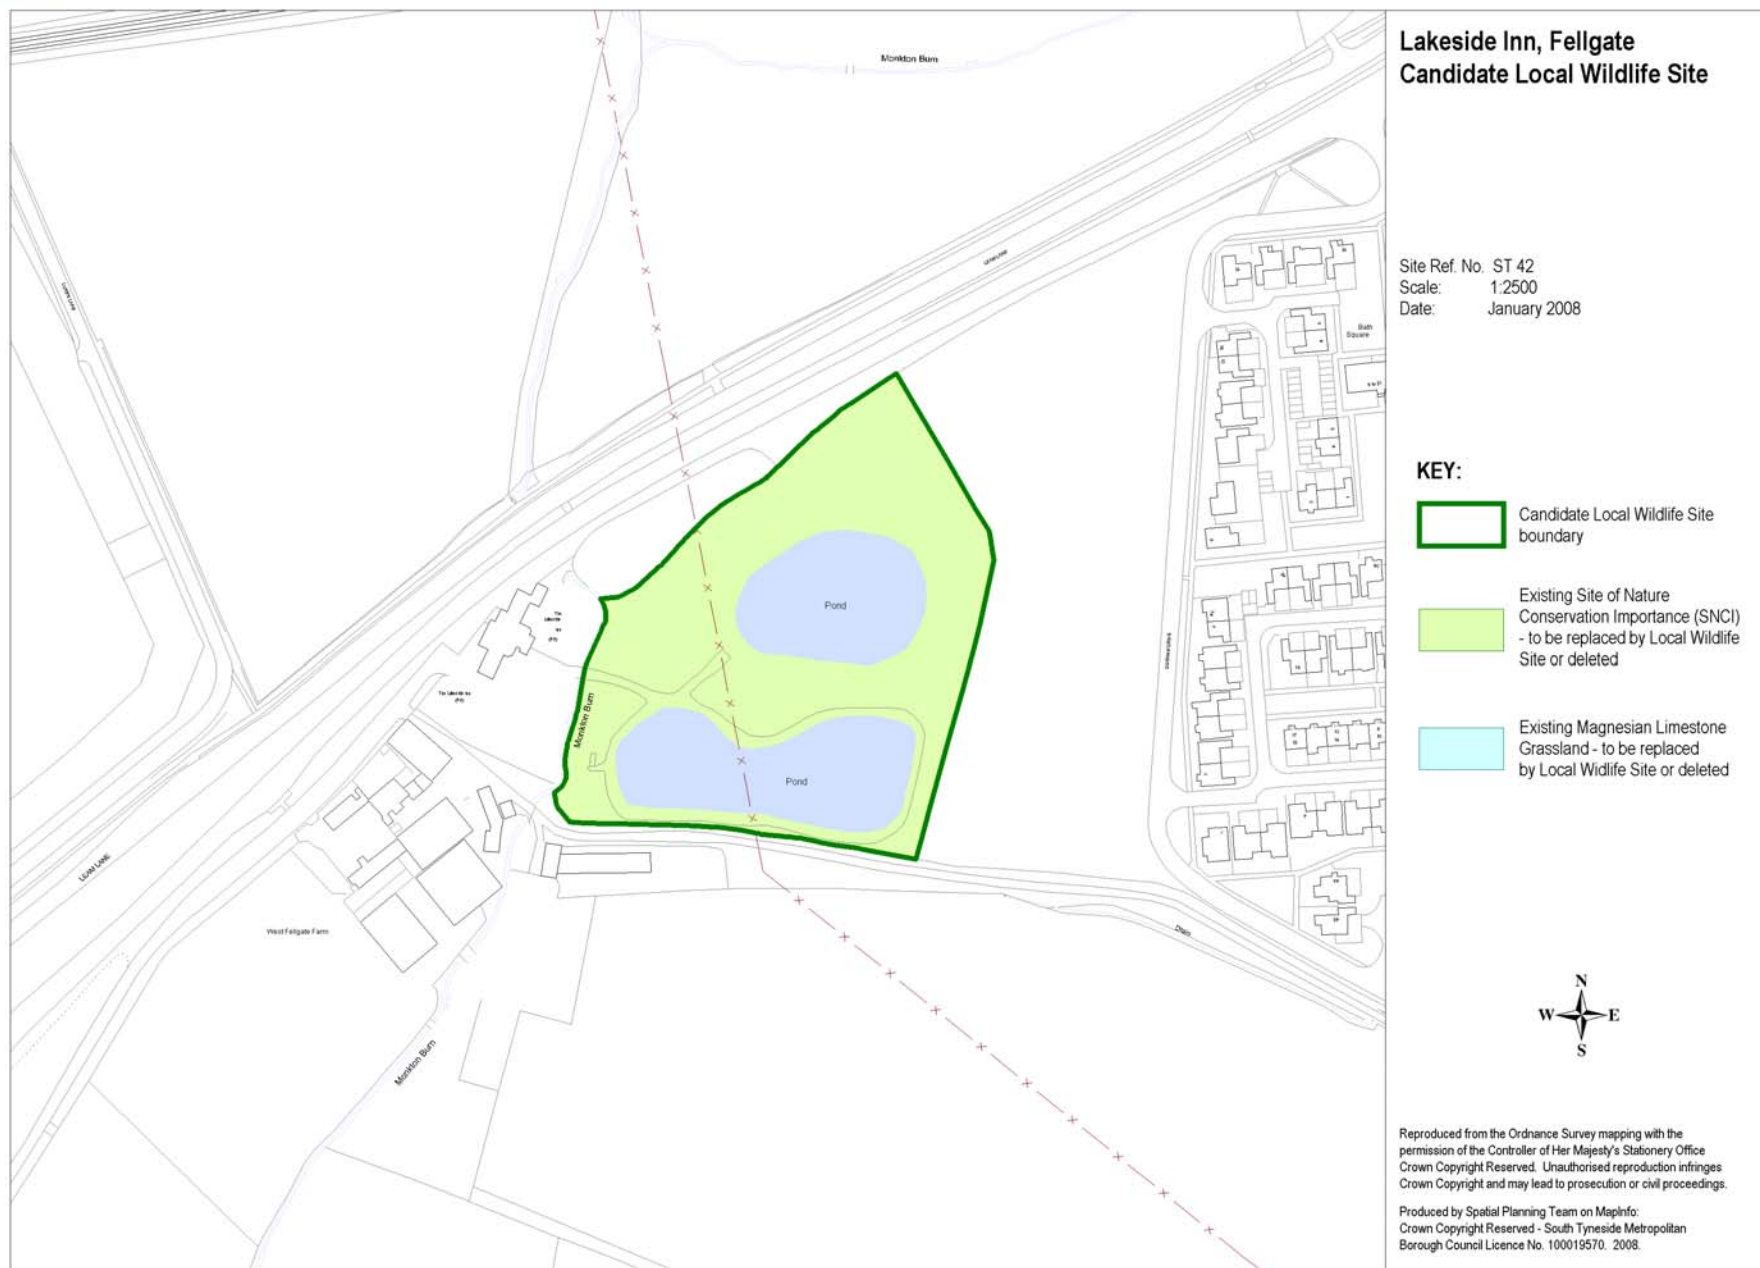 Lakeside Inn, Fellgate
Candidate Local Wildlife Site
Site Ref. No. ST 42
Scale: 1:2500
Date: January 2008
KEY:
Candidate Local Wildlife Site
boundary
Existing Site of Nature
Conservation Importance (SNCI)
- to be replaced by Local Wildlife
Site or deleted
Existing Magnesian Limestone
Grassland - to be replaced
by Local Widlife Site or deleted
N
W E
S
Reproduced from the Ordnance Survey mapping with the
permission of the Controller of Her Majesty's Stationery Office
Crown Copyright Reserved. Unauthorised reproduction infringes
Crown Copyright and may lead to prosecution or civil proceedings.
Produced by Spatial Planning Team on MapInfo:
Crown Copyright Reserved - South Tyneside Metropolitan
Borough Council Licence No. 100019570. 2008.
Monkton Burn
Bath
Square
Pond
Monkton Burn
Pond
LEAM LANE
West Fellgate Farm
Drain
Monkton Burn